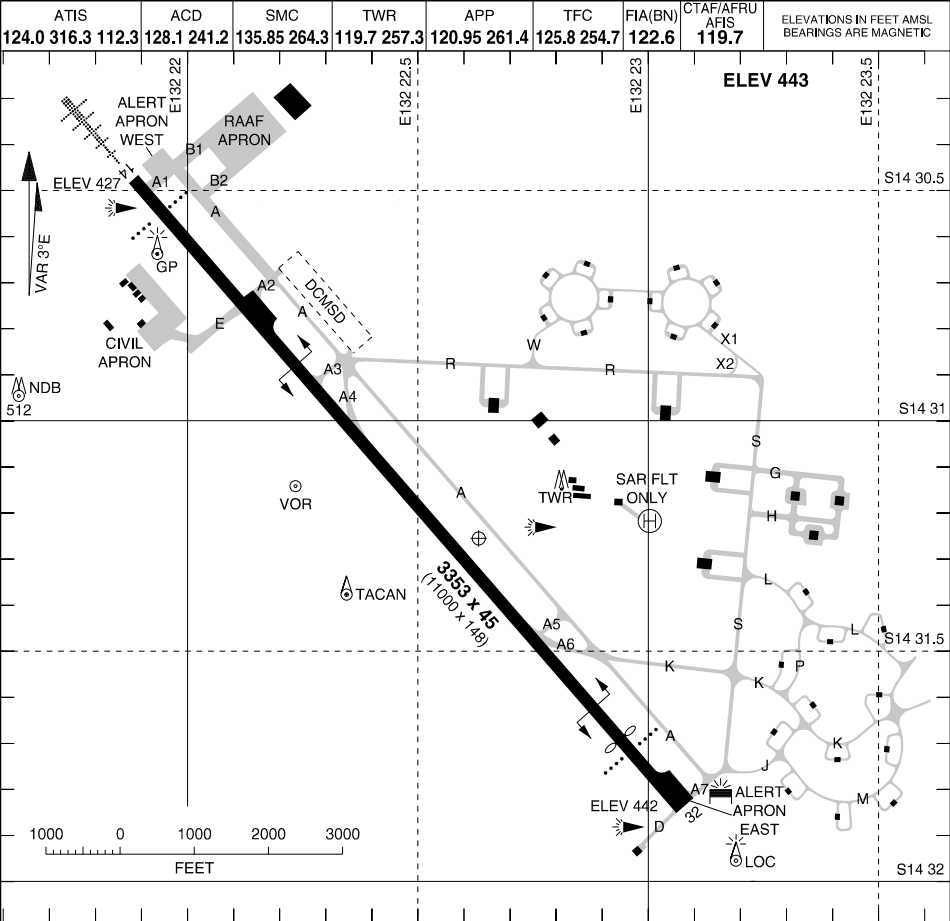 ATIS
124.0 316.3 112.3
ACD
128.1 241.2
SMC
135.85 264.3
TWR
119.7 257.3
APP
120.95 261.4
TFC
125.8 254.7
FIA(BN)
122.6
CTAF/AFRU
AFIS
119.7
ELEVATIONS IN FEET AMSL
BEARINGS ARE MAGNETIC
E132 22
E132 22.5
E132 23
E132 23.5
ELEV 443
ALERT
APRON
WEST
RAAF
APRON
B1
B2
14
ELEV 427
A1
A
S14 30.5
VAR 3°E
GP
A2
A
DCMSD
E
CIVIL
APRON
W
X1
X2
R
R
A3
A4
NDB
512
S14 31
S
G
H
VOR
A
TWR
SAR FLT
ONLY
H
TACAN
3353 x 45
(11000 x 148)
L
L
S
A5
A6
S14 31.5
K
K
P
K
A
J
M
A7
ALERT
APRON
EAST
32
ELEV 442
D
LOC
1000
0
1000
2000
3000
FEET
S14 32